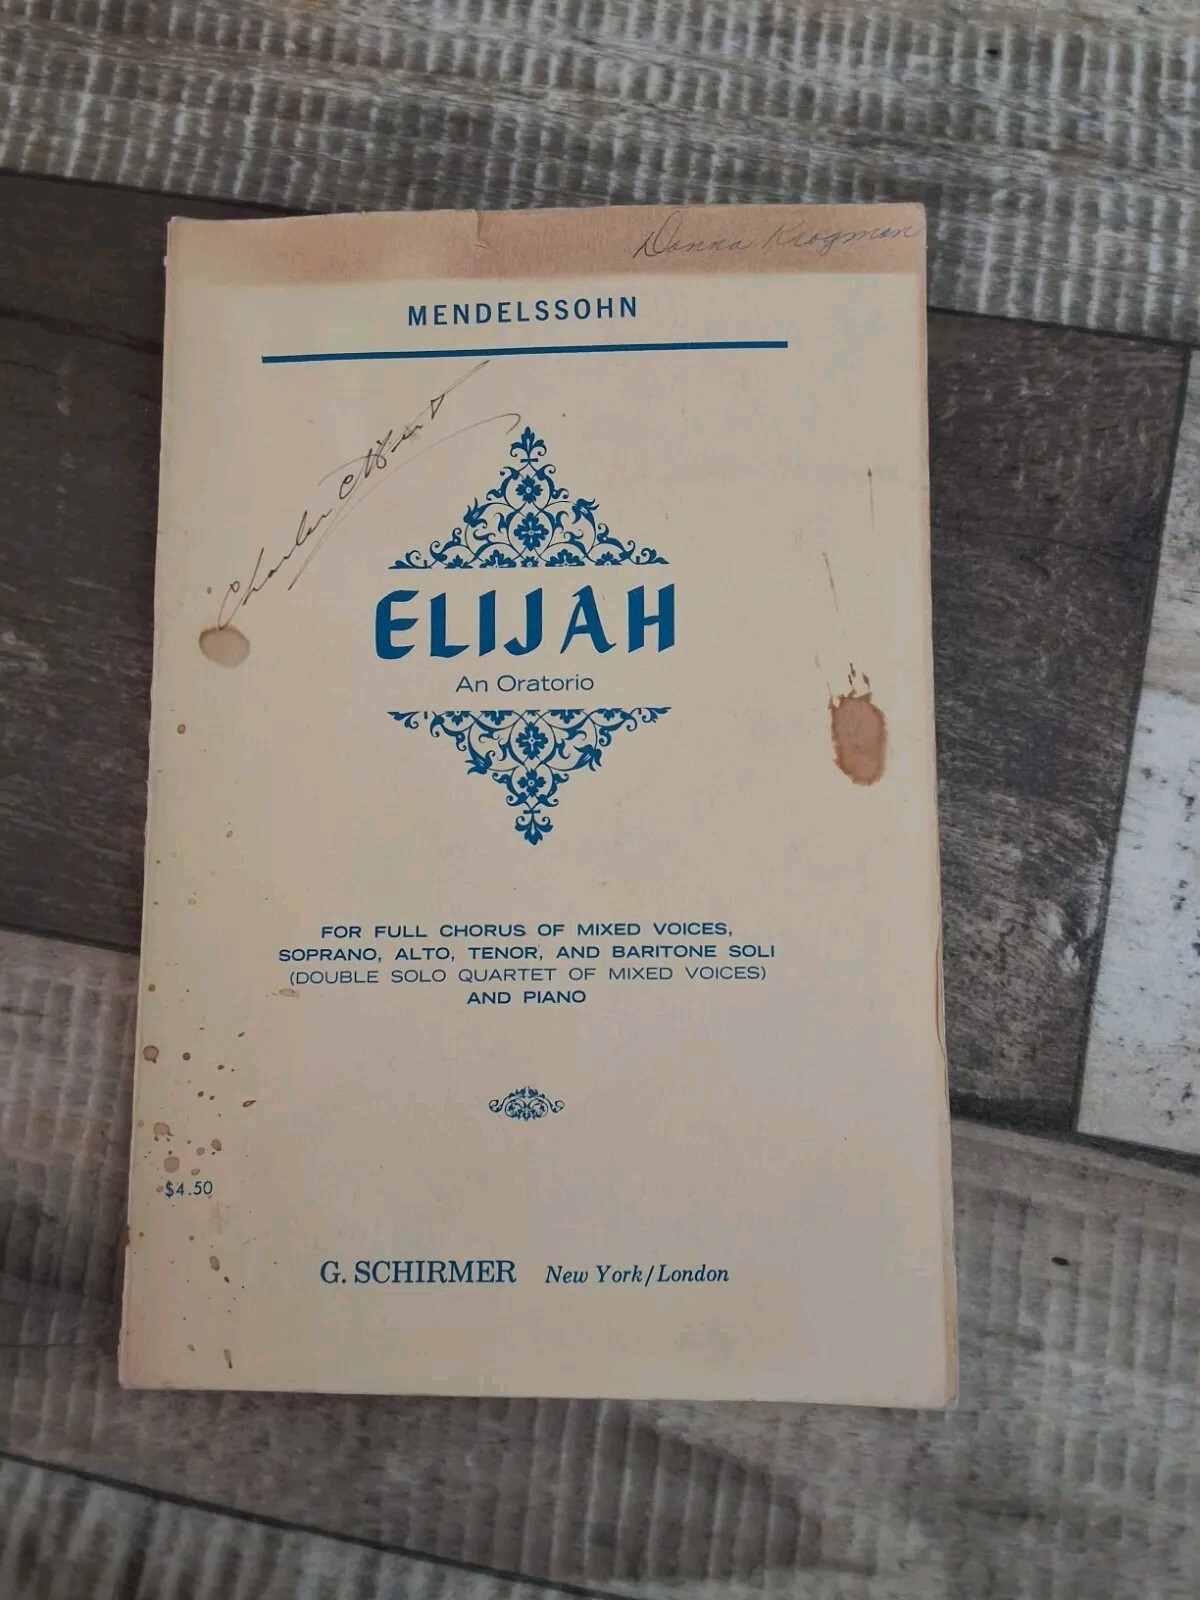 Donna Krogman
MENDELSSOHN
Charles
ELIJAH
An Oratorio
FOR FULL CHORUS OF MIXED VOICES,
SOPRANO, ALTO, TENOR, AND BARITONE SOLI
(DOUBLE SOLO QUARTET OF MIXED VOICES)
AND PIANO
$4.50
G. SCHIRMER New York/London